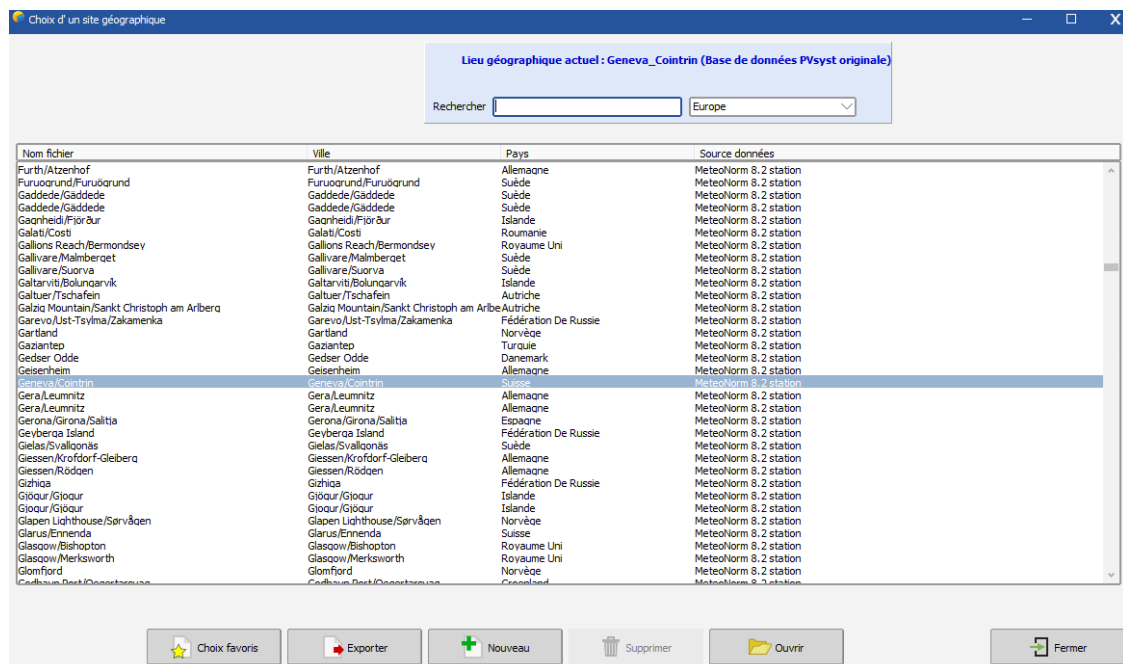 Choix d' un site géographique
Lieu géographique actuel : Geneva_Cointrin (Base de données PVsyst originale)
Rechercher Europe
Nom fichier Ville Pays Source données
Furth/Atzenhof Furth/Atzenhof Allemagne MeteoNorm 8.2 station
Furuogrund/Furuögrund Furuogrund/Furuögrund Suède MeteoNorm 8.2 station
Gaddede/Gäddede Gaddede/Gäddede Suède MeteoNorm 8.2 station
Gaddede/Gäddede Gaddede/Gäddede Suède MeteoNorm 8.2 station
Gagnheidi/Fjörður Gagnheidi/Fjörður Islande MeteoNorm 8.2 station
Galati/Costi Galati/Costi Roumanie MeteoNorm 8.2 station
Gallions Reach/Bermondsey Gallions Reach/Bermondsey Royaume Uni MeteoNorm 8.2 station
Gallivare/Malmberget Gallivare/Malmberget Suède MeteoNorm 8.2 station
Gallivare/Suorva Gallivare/Suorva Suède MeteoNorm 8.2 station
Galtarviti/Bolungarvík Galtarviti/Bolungarvík Islande MeteoNorm 8.2 station
Galtuer/Tschafein Galtuer/Tschafein Autriche MeteoNorm 8.2 station
Galzig Mountain/Sankt Christoph am Arlberg Galzig Mountain/Sankt Christoph am Arlbe Autriche MeteoNorm 8.2 station
Garevo/Ust-Tsylma/Zakamenka Garevo/Ust-Tsylma/Zakamenka Fédération De Russie MeteoNorm 8.2 station
Gartland Gartland Norvège MeteoNorm 8.2 station
Gaziantep Gaziantep Turquie MeteoNorm 8.2 station
Gedser Odde Gedser Odde Danemark MeteoNorm 8.2 station
Geisenheim Geisenheim Allemagne MeteoNorm 8.2 station
Geneva/Cointrin Geneva/Cointrin Suisse MeteoNorm 8.2 station
Gera/Leumnitz Gera/Leumnitz Allemagne MeteoNorm 8.2 station
Gera/Leumnitz Gera/Leumnitz Allemagne MeteoNorm 8.2 station
Gerona/Girona/Salitja Gerona/Girona/Salitja Espagne MeteoNorm 8.2 station
Geyberga Island Geyberga Island Fédération De Russie MeteoNorm 8.2 station
Gielas/Svallgonäs Gielas/Svallgonäs Suède MeteoNorm 8.2 station
Giessen/Krofdorf-Gleiberg Giessen/Krofdorf-Gleiberg Allemagne MeteoNorm 8.2 station
Giessen/Rödgen Giessen/Rödgen Allemagne MeteoNorm 8.2 station
Gizhiga Gizhiga Fédération De Russie MeteoNorm 8.2 station
Gjögur/Gjogur Gjögur/Gjogur Islande MeteoNorm 8.2 station
Gjogur/Gjögur Gjogur/Gjögur Islande MeteoNorm 8.2 station
Glapen Lighthouse/Sørvågen Glapen Lighthouse/Sørvågen Norvège MeteoNorm 8.2 station
Glarus/Ennenda Glarus/Ennenda Suisse MeteoNorm 8.2 station
Glasgow/Bishopton Glasgow/Bishopton Royaume Uni MeteoNorm 8.2 station
Glasgow/Merksworth Glasgow/Merksworth Royaume Uni MeteoNorm 8.2 station
Glomfjord Glomfjord Norvège MeteoNorm 8.2 station
Groenland MeteoNorm 8.2 station
Choix favoris Exporter Nouveau Supprimer Ouvrir Fermer